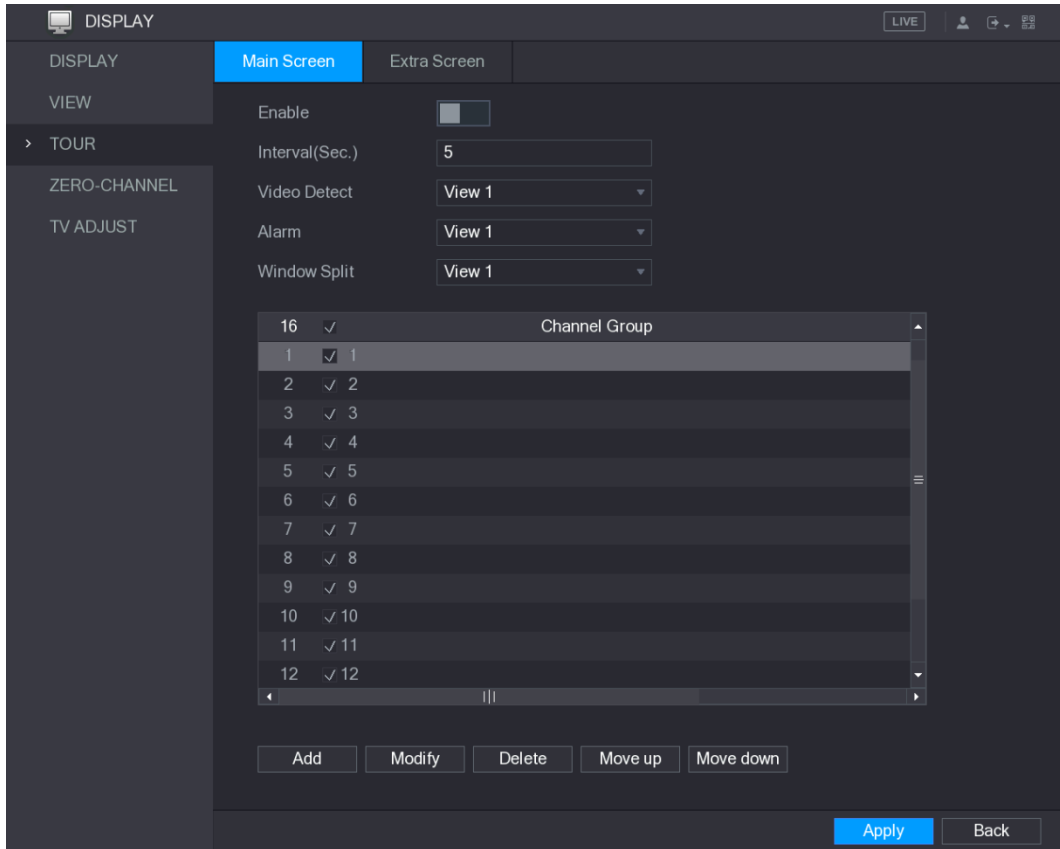 DISPLAY LIVE
DISPLAY
VIEW
TOUR
ZERO-CHANNEL
TV ADJUST
Main Screen Extra Screen
Enable
Interval(Sec.) 5
Video Detect View 1
Alarm View 1
Window Split View 1
16 Channel Group
1 1
2 2
3 3
4 4
5 5
6 6
7 7
8 8
9 9
10 10
11 11
12 12
Add Modify Delete Move up Move down
Apply Back